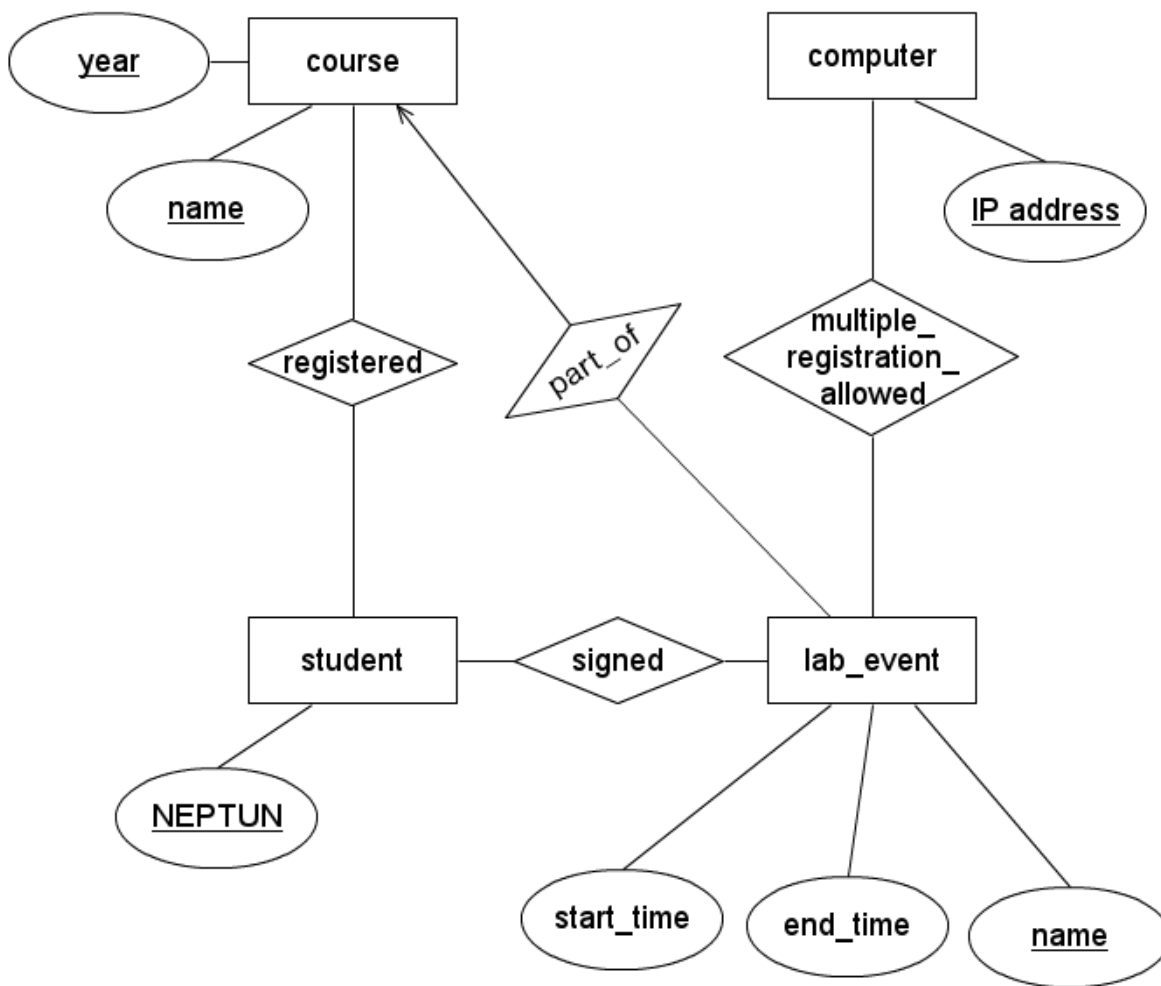 year
course
computer
name
IP address
multiple_
registration_
allowed
registered
part_of
student
signed
lab_event
NEPTUN
start_time
end_time
name